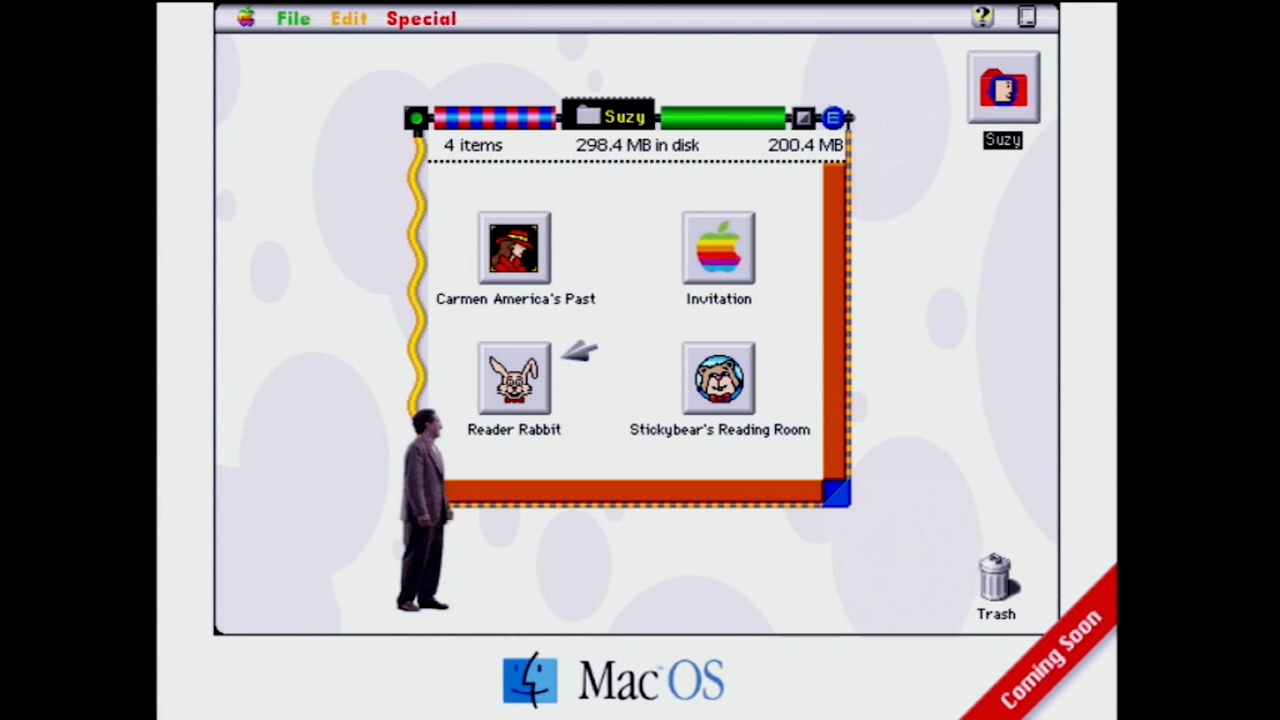 File Edit Special
Suzy
Suzy
4 items 298.4 MB in disk 200.4 MB
Carmen America's Past
Invitation
Reader Rabbit
Stickybear's Reading Room
Trash
Coming Soon
Mac™ OS